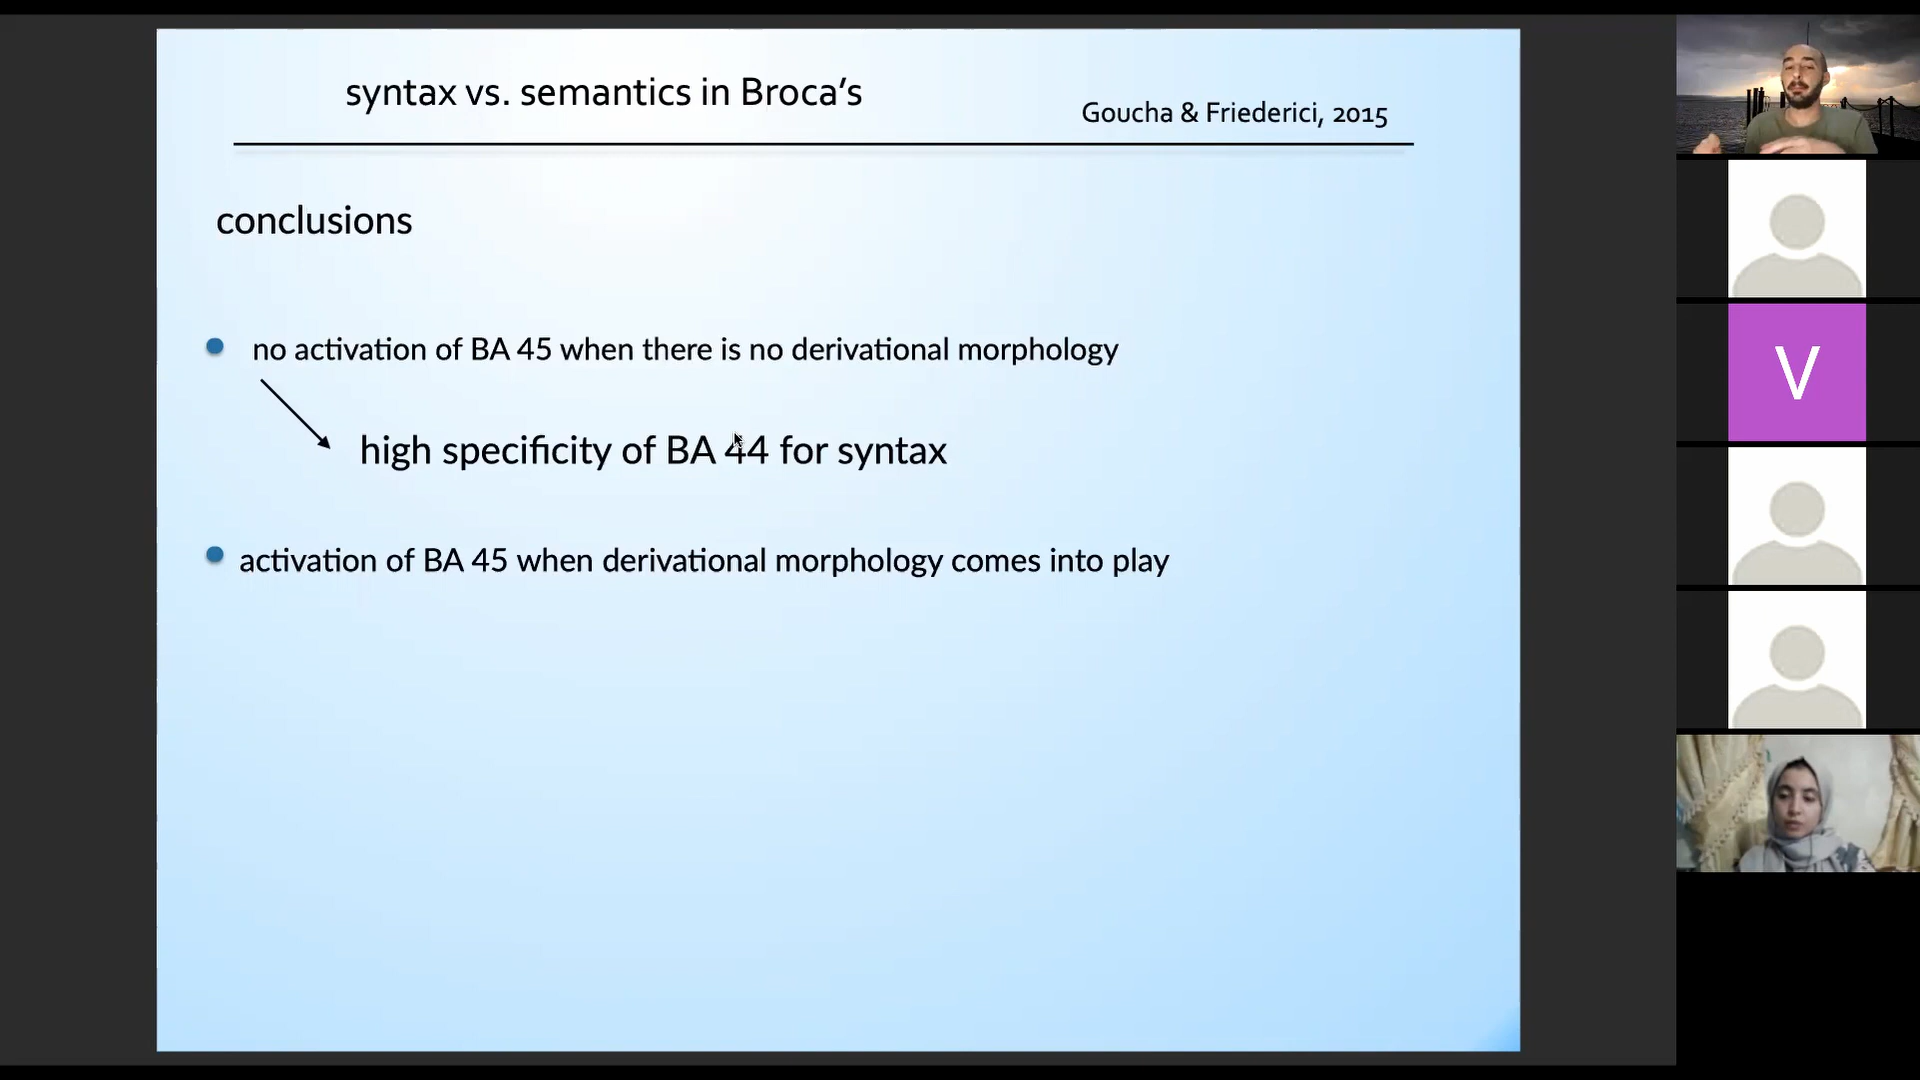 syntax vs. semantics in Broca’s
Goucha & Friederici, 2015
conclusions
no activation of BA 45 when there is no derivational morphology
high specificity of BA 44 for syntax
activation of BA 45 when derivational morphology comes into play
V